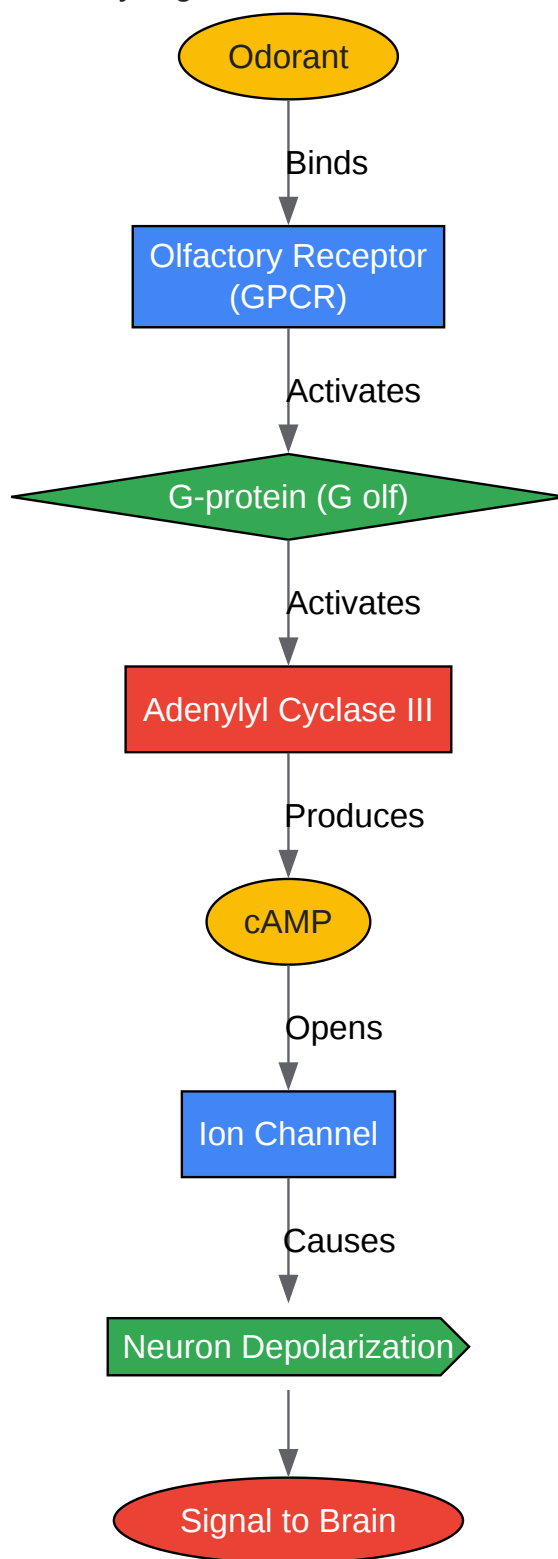 Odorant
Binds
Olfactory Receptor
(GPCR)
Activates
G-protein (G olf)
Activates
Adenylyl Cyclase III
Produces
cAMP
Opens
Ion Channel
Causes
Neuron Depolarization
Signal to Brain